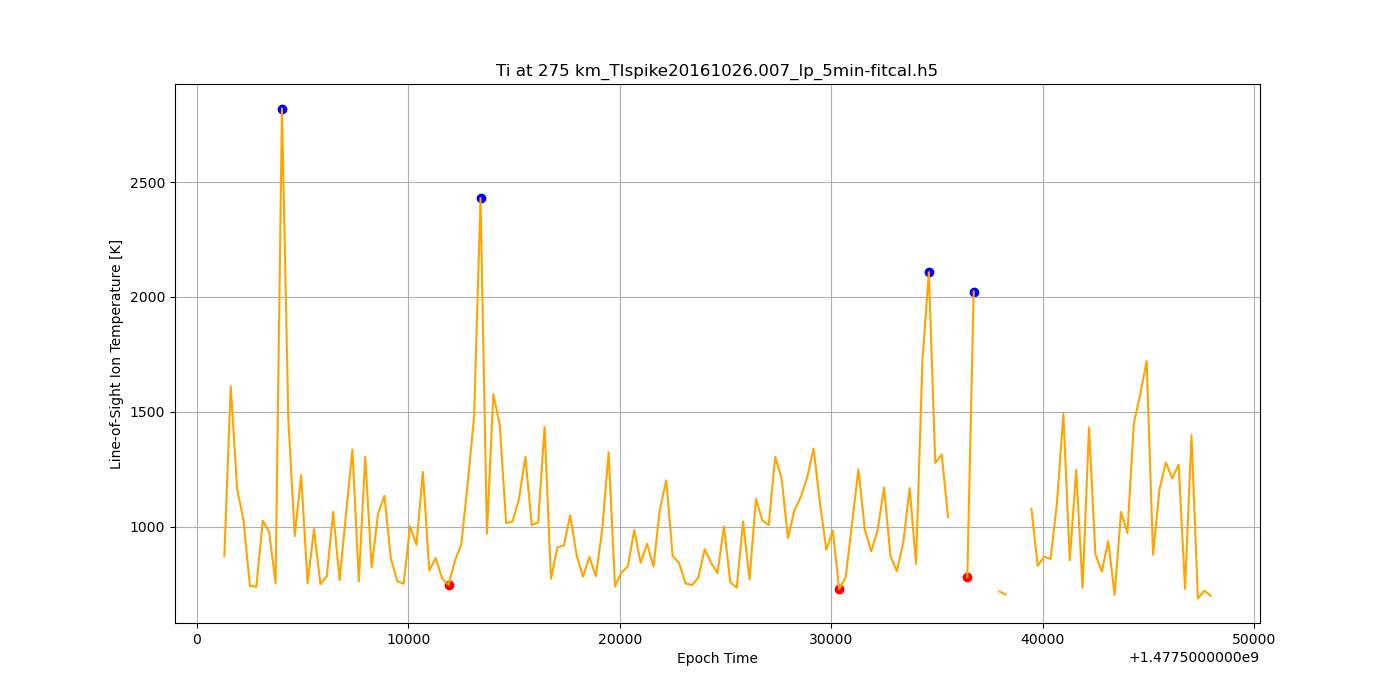 Ti at 275 km_TIspike20161026.007_lp_5min-fitcal.h5
Line-of-Sight Ion Temperature [K]
2500
2000
1500
1000
0 10000 20000 30000 40000 50000
Epoch Time
+1.4775000000e9